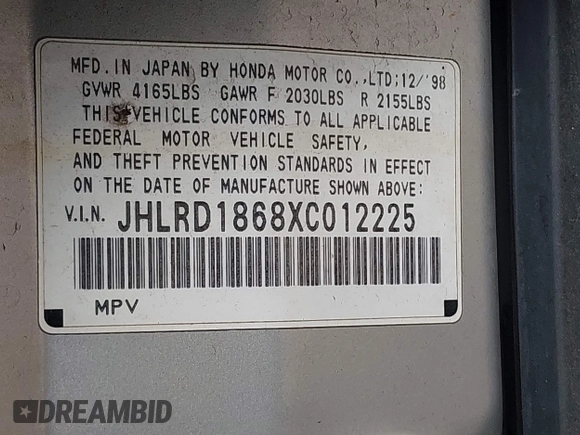 MFD. IN JAPAN BY HONDA MOTOR CO., LTD:12/'98
GVWR 4165LBS GAWR F 2030LBS R 2155LBS
THIS VEHICLE CONFORMS TO ALL APPLICABLE
FEDERAL MOTOR VEHICLE SAFETY,
AND THEFT PREVENTION STANDARDS IN EFFECT
ON THE DATE OF MANUFACTURE SHOWN ABOVE:
V.I.N. JHLRD1868XC012225
MPV
DREAMBID